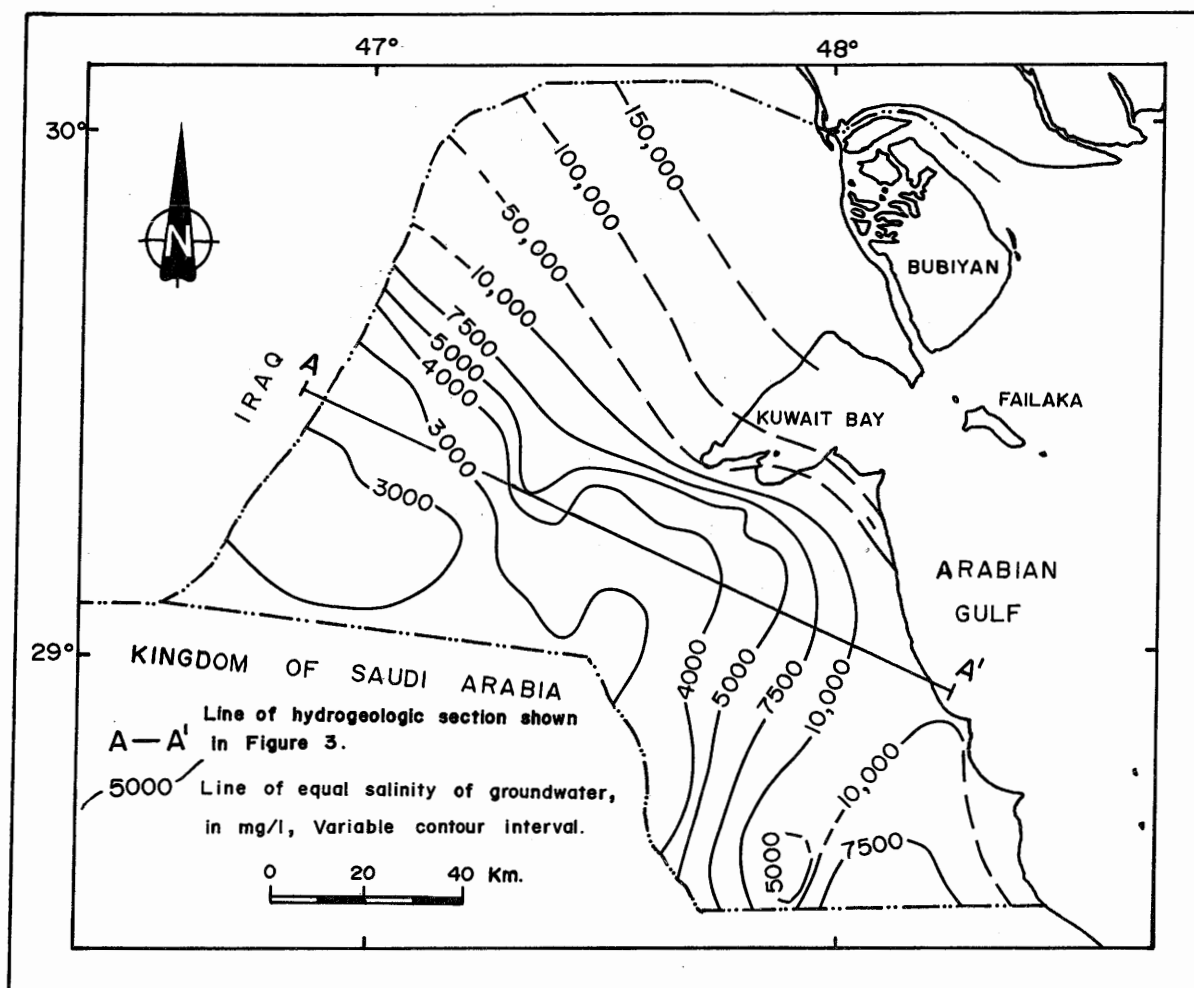 47° 48°
30°
150,000
100,000
50,000
10,000
7500
5000
4000
3000
3000
N
BUBIYAN
IRAQ
A
KUWAIT BAY
FAILAKA
ARABIAN
GULF
A'
29°
KINGDOM OF SAUDI ARABIA
4000
5000
7500
10,000
10,000
7500
5000
A—A' Line of hydrogeologic section shown
in Figure 3.
5000 Line of equal salinity of groundwater,
in mg/l, Variable contour interval.
0 20 40 Km.